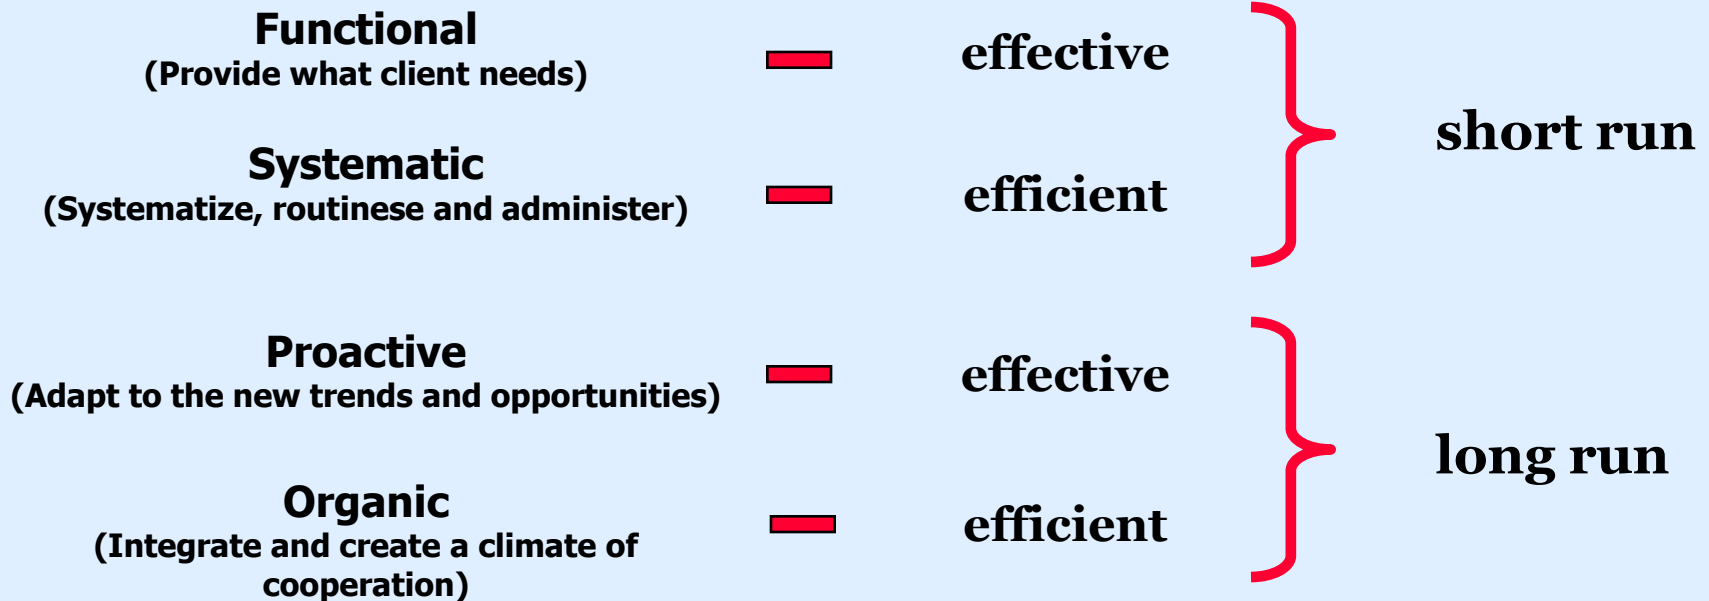 Functional
(Provide what client needs)
effective
Systematic
(Systematize, routinese and administer)
efficient
short run
Proactive
(Adapt to the new trends and opportunities)
effective
Organic
(Integrate and create a climate of
cooperation)
efficient
long run